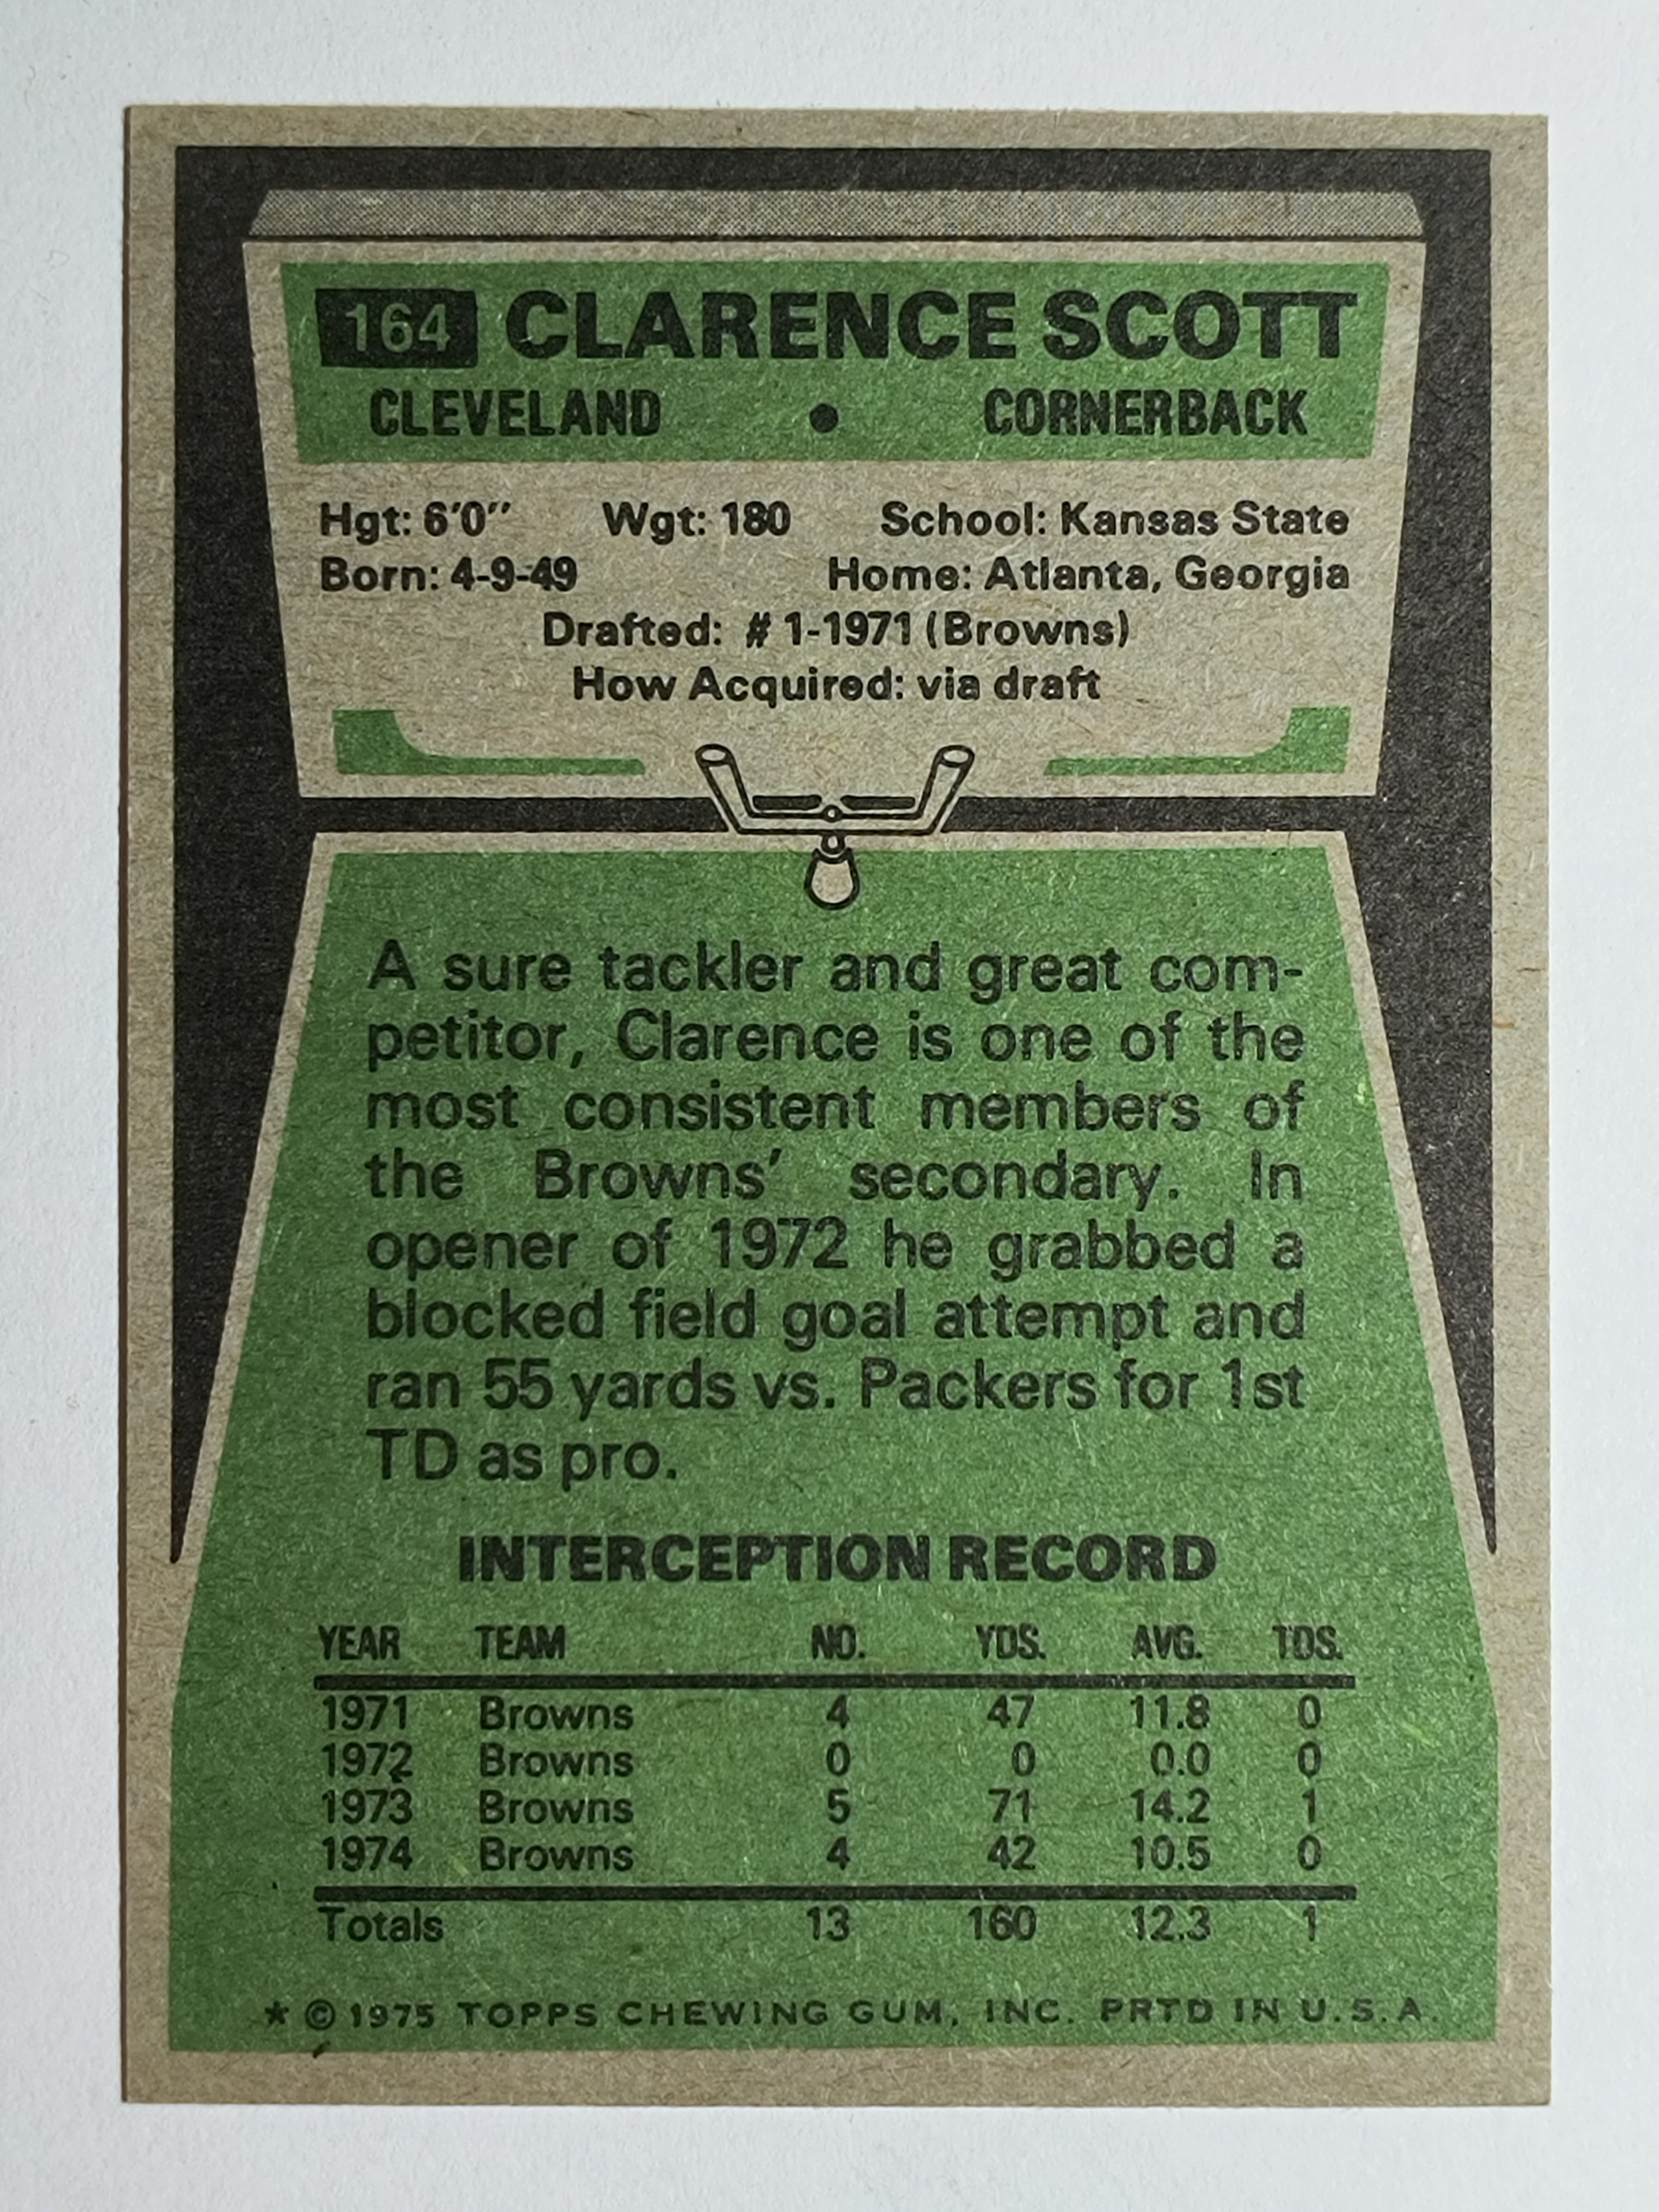 164 CLARENCE SCOTT
CLEVELAND • CORNERBACK
Hgt: 6'0" Wgt: 180 School: Kansas State
Born: 4-9-49 Home: Atlanta, Georgia
Drafted: # 1-1971 (Browns)
How Acquired: via draft
A sure tackler and great com-
petitor, Clarence is one of the
most consistent members of
the Browns' secondary. In
opener of 1972 he grabbed a
blocked field goal attempt and
ran 55 yards vs. Packers for 1st
TD as pro.
INTERCEPTION RECORD
YEAR TEAM NO. YDS. AVG. TDS.
1971 Browns 4 47 11.8 0
1972 Browns 0 0 0.0 0
1973 Browns 5 71 14.2 1
1974 Browns 4 42 10.5 0
Totals 13 160 12.3 1
★ © 1975 TOPPS CHEWING GUM, INC. PRTD IN U.S.A.